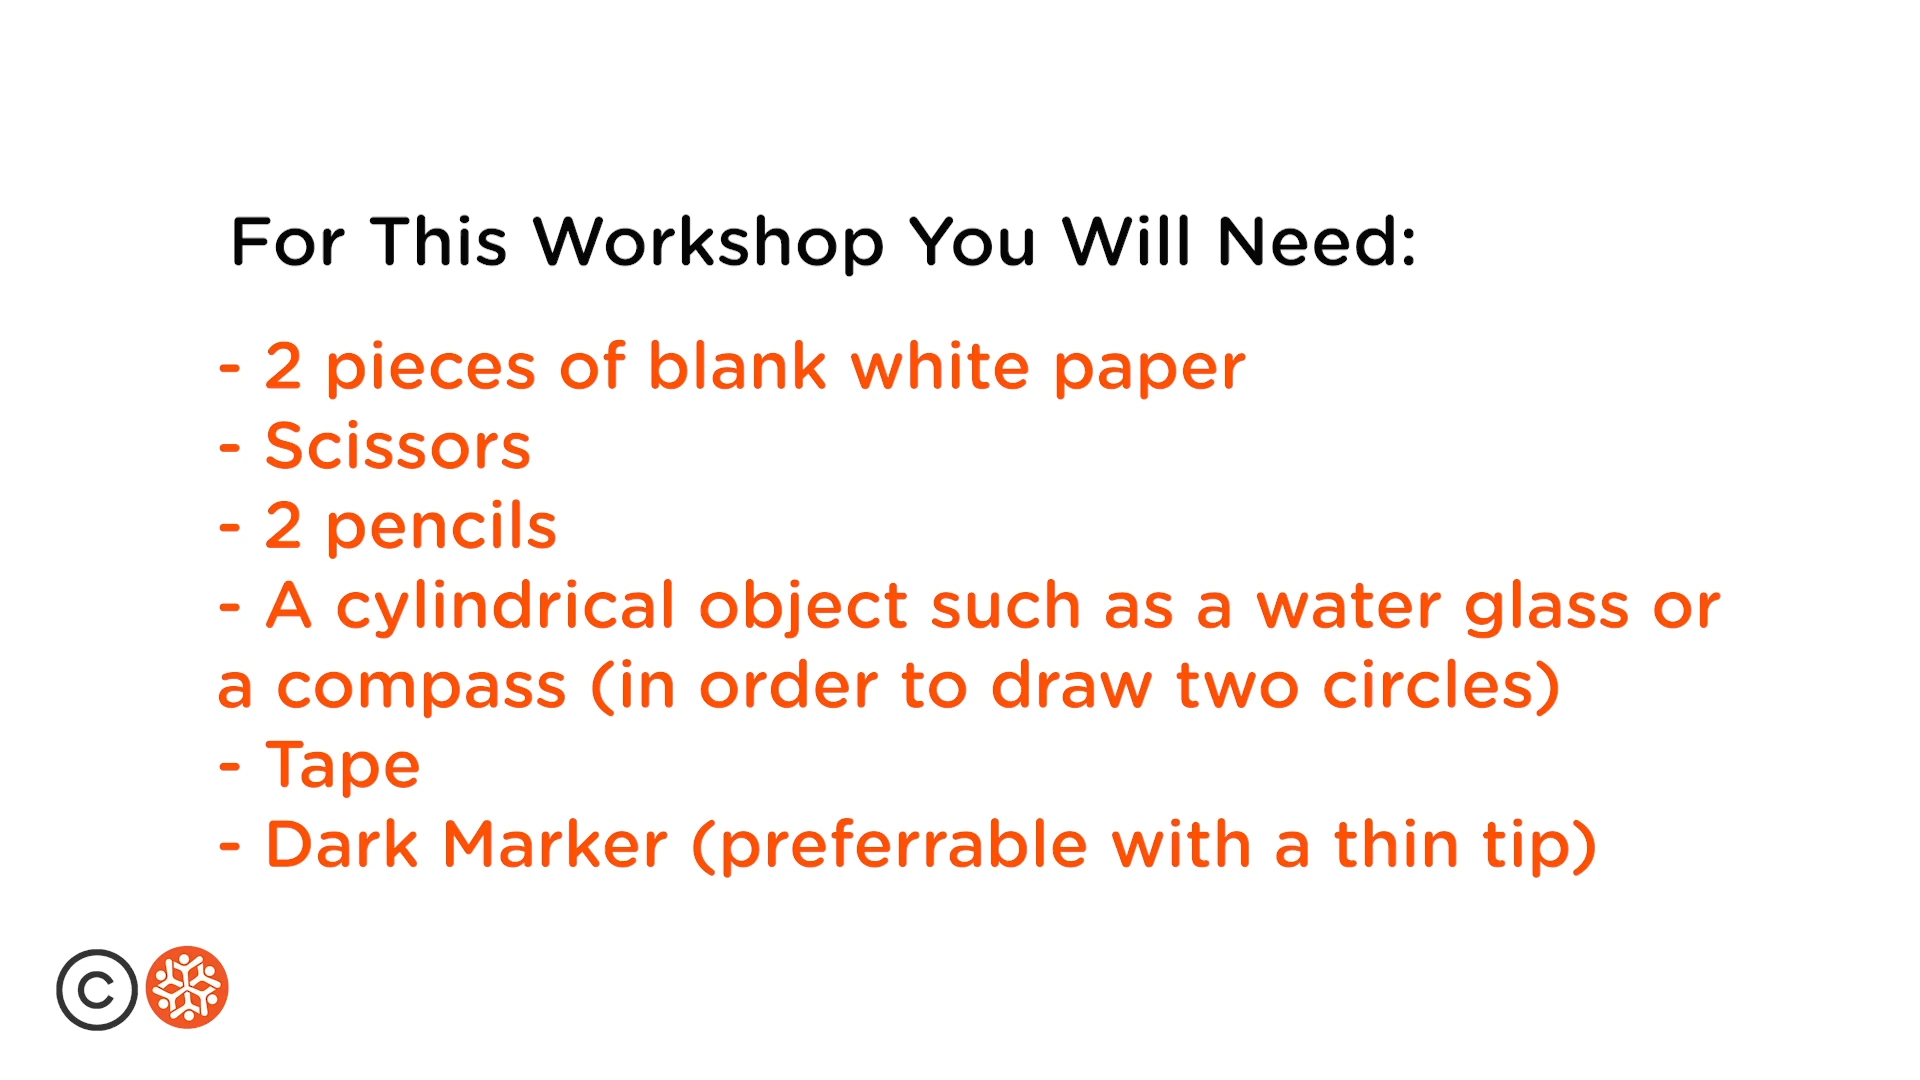 For This Workshop You Will Need:
- 2 pieces of blank white paper
- Scissors
- 2 pencils
- A cylindrical object such as a water glass or
a compass (in order to draw two circles)
- Tape
- Dark Marker (preferrable with a thin tip)
©